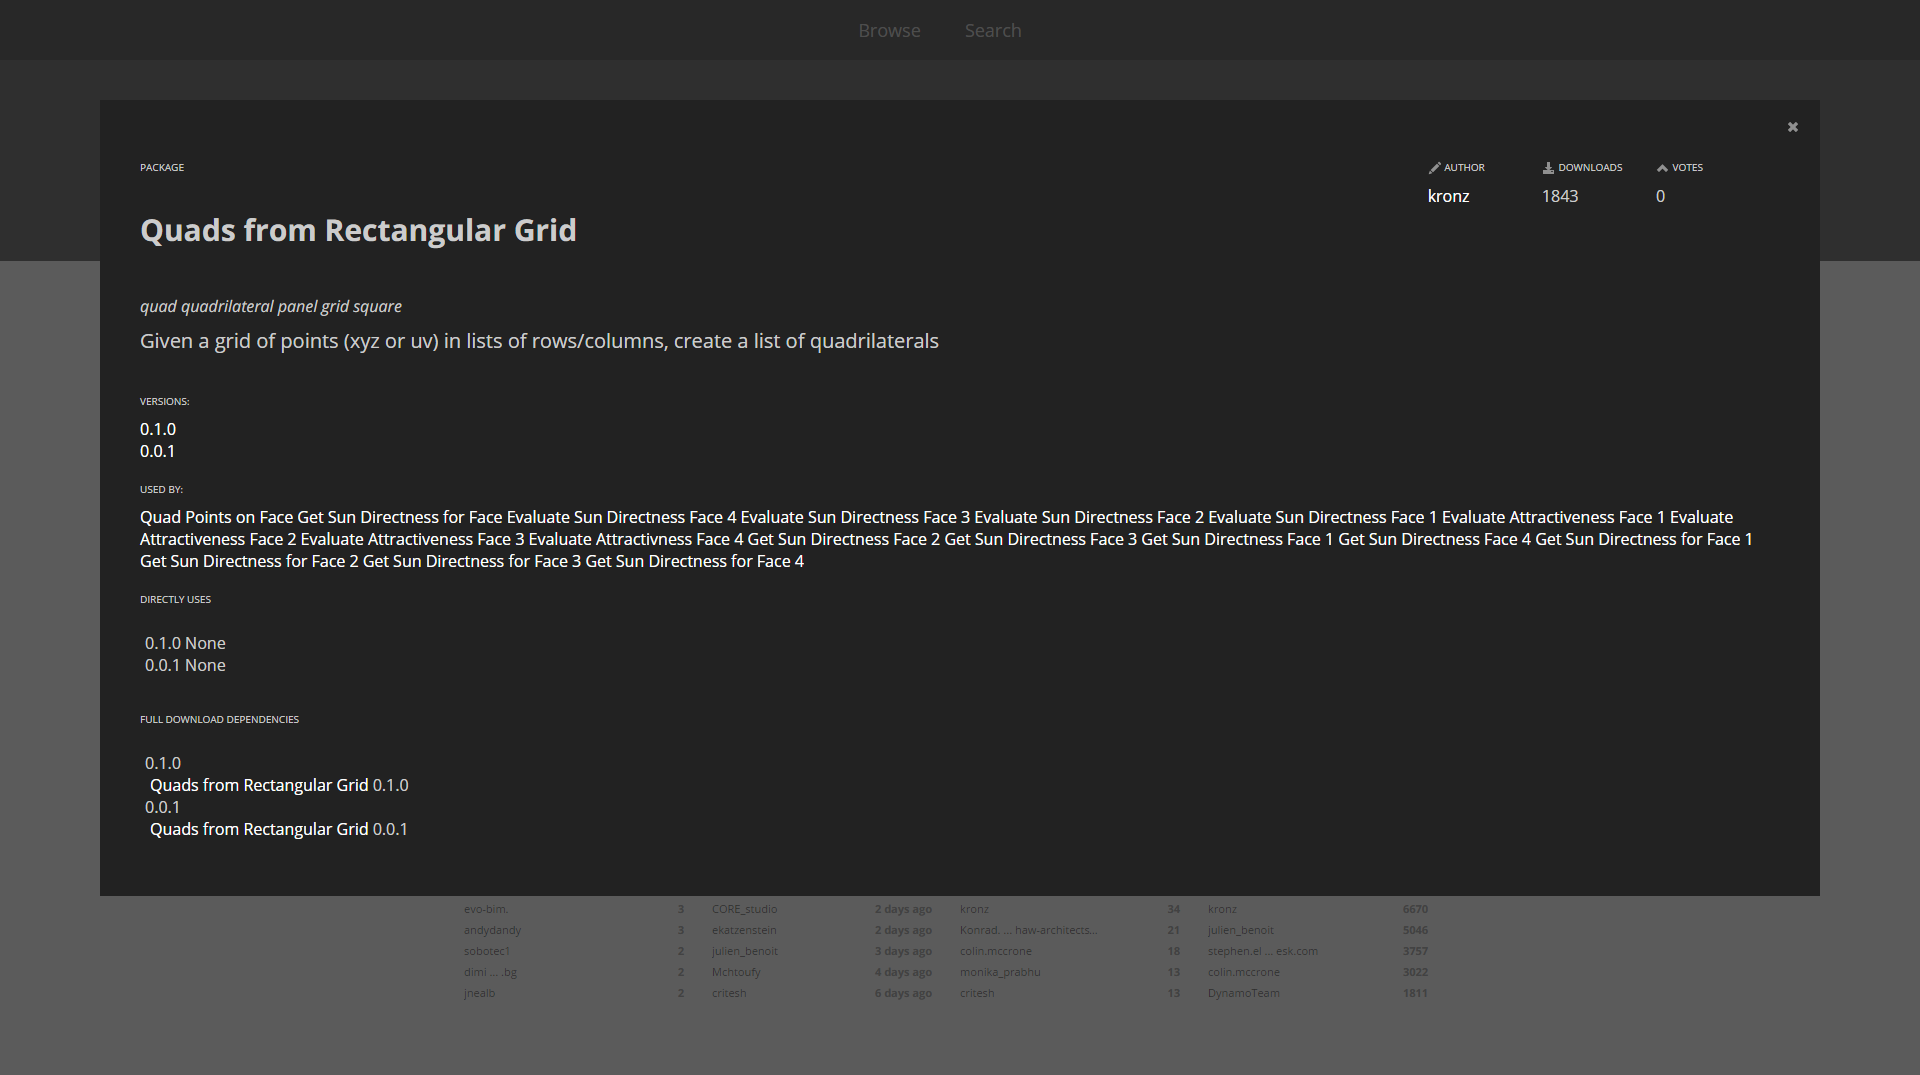 Browse Search
PACKAGE
AUTHOR DOWNLOADS VOTES
kronz 1843 0
Quads from Rectangular Grid
quad quadrilateral panel grid square
Given a grid of points (xyz or uv) in lists of rows/columns, create a list of quadrilaterals
VERSIONS:
0.1.0
0.0.1
USED BY:
Quad Points on Face Get Sun Directness for Face Evaluate Sun Directness Face 4 Evaluate Sun Directness Face 3 Evaluate Sun Directness Face 2 Evaluate Sun Directness Face 1 Evaluate Attractiveness Face 1 Evaluate
Attractiveness Face 2 Evaluate Attractiveness Face 3 Evaluate Attractivness Face 4 Get Sun Directness Face 2 Get Sun Directness Face 3 Get Sun Directness Face 1 Get Sun Directness Face 4 Get Sun Directness for Face 1
Get Sun Directness for Face 2 Get Sun Directness for Face 3 Get Sun Directness for Face 4
DIRECTLY USES
0.1.0 None
0.0.1 None
FULL DOWNLOAD DEPENDENCIES
0.1.0
Quads from Rectangular Grid 0.1.0
0.0.1
Quads from Rectangular Grid 0.0.1
evo-bim. 3 CORE_studio 2 days ago kronz 34 kronz 6670
andydandy 3 ekatzenstein 2 days ago Konrad. ... haw-architects... 21 julien_benoit 5046
sobotec1 2 julien_benoit 3 days ago colin.mccrone 18 stephen.el ... esk.com 3757
dimi ... .bg 2 Mchtoufy 4 days ago monika_prabhu 13 colin.mccrone 3022
jnealb 2 critesh 6 days ago critesh 13 DynamoTeam 1811